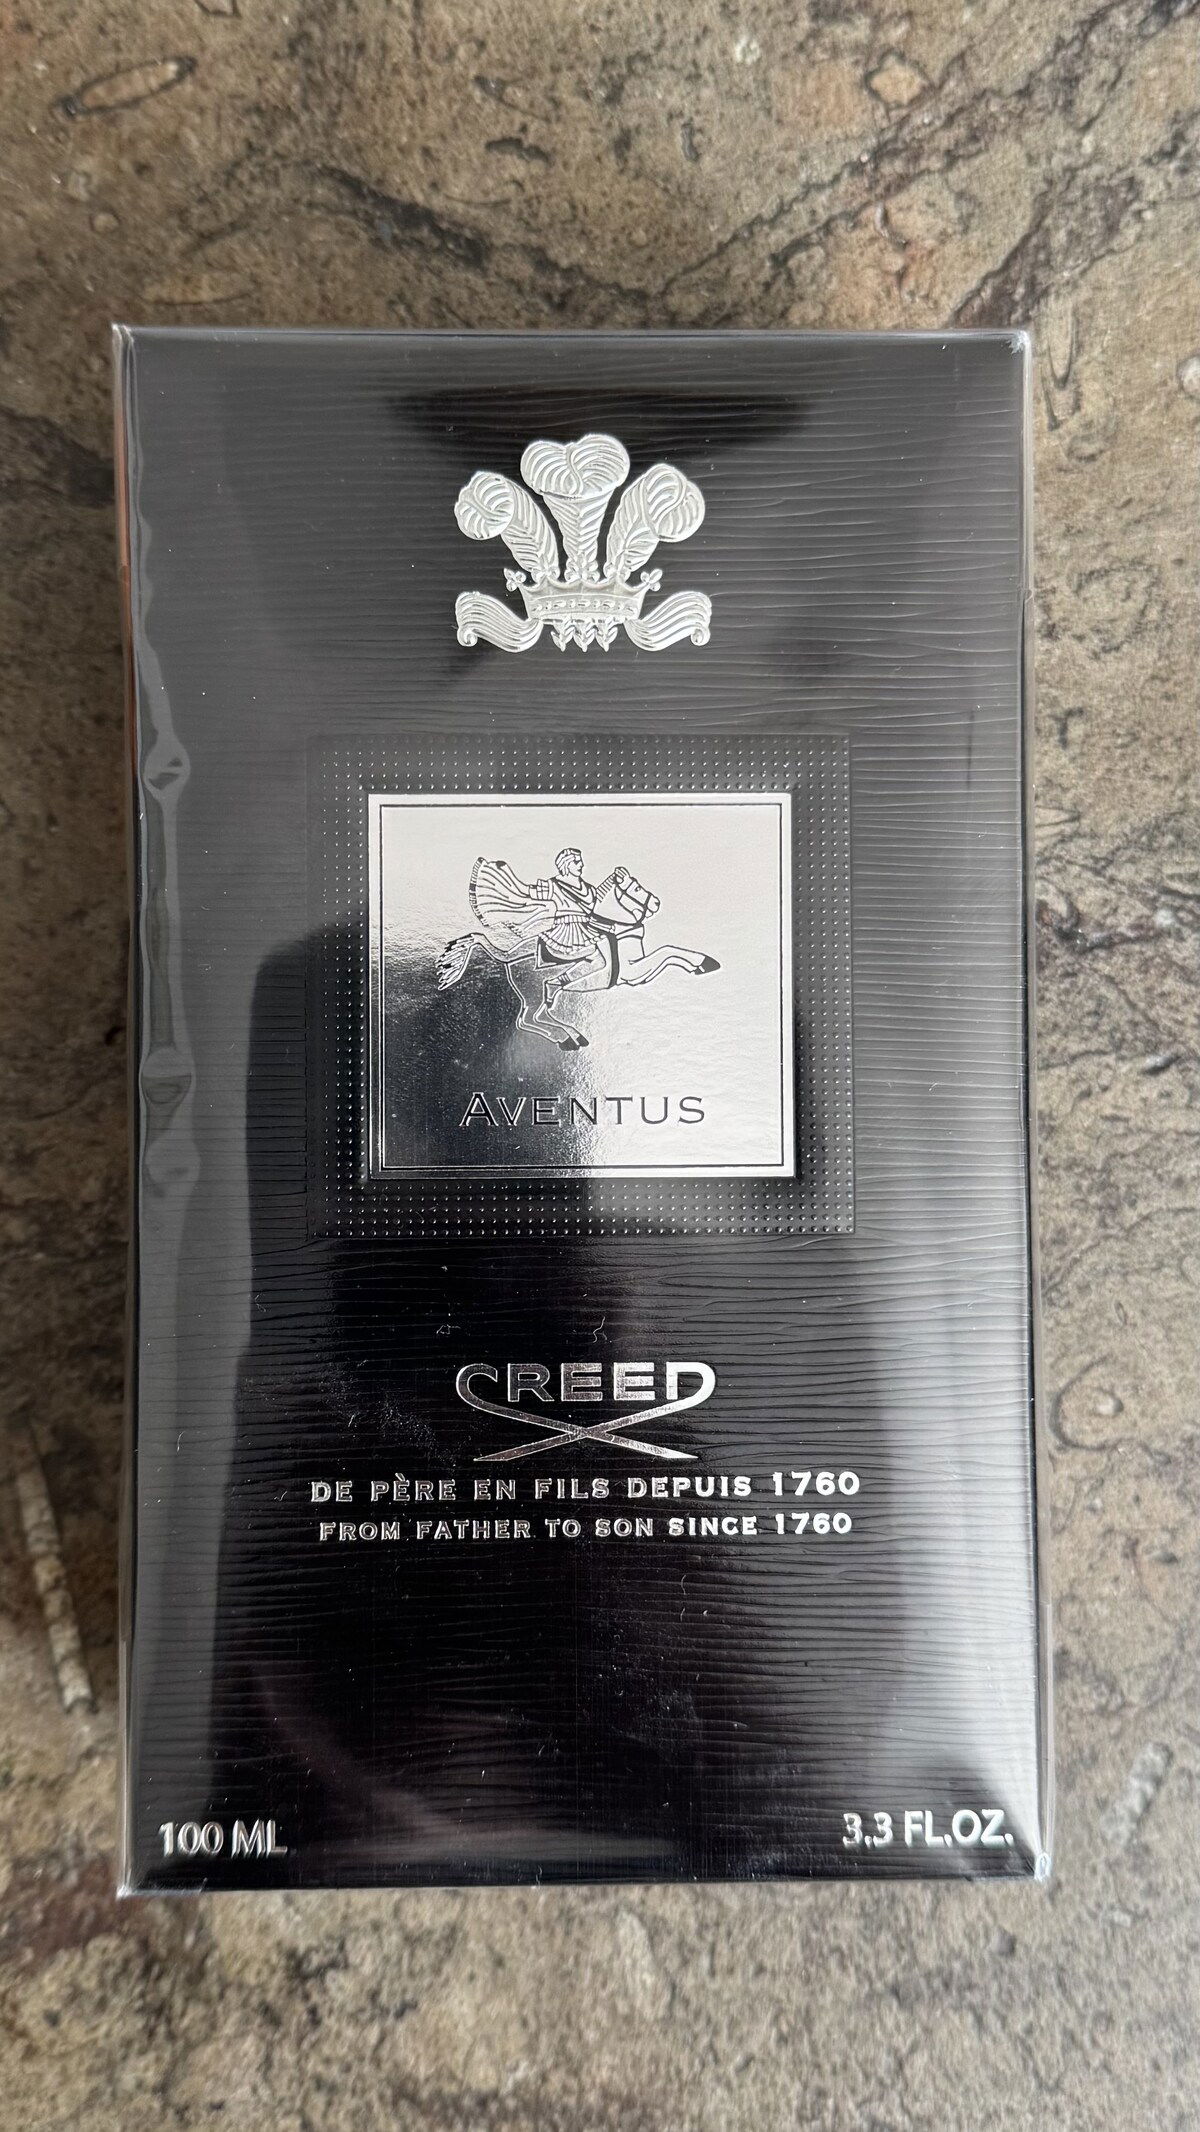 AVENTUS
CREED
DE PÈRE EN FILS DEPUIS 1760
FROM FATHER TO SON SINCE 1760
100 ML
3.3 FL.OZ.